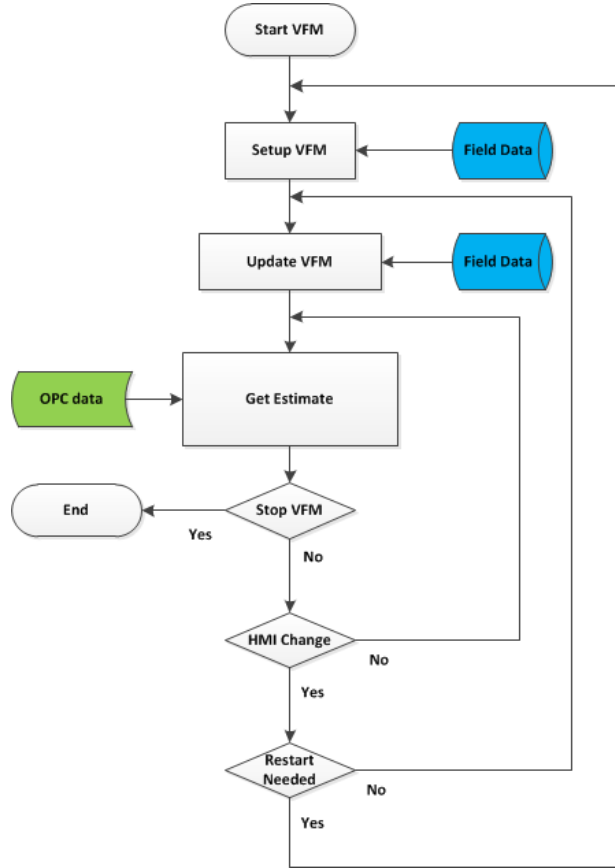 Start VFM
Setup VFM
Field Data
Update VFM
Field Data
OPC data
Get Estimate
End
Stop VFM
Yes
No
HMI Change
No
Yes
Restart
Needed
No
Yes